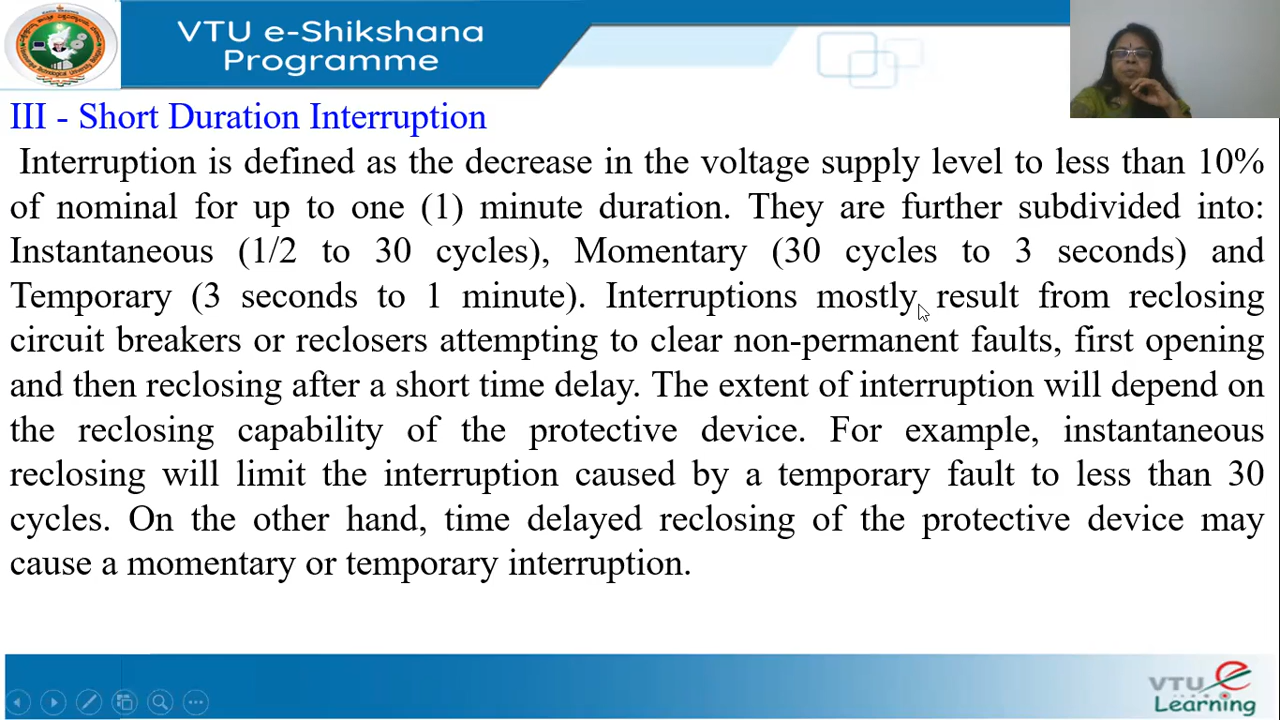 VTU e-Shikshana
Programme
III - Short Duration Interruption
Interruption is defined as the decrease in the voltage supply level to less than 10%
of nominal for up to one (1) minute duration. They are further subdivided into:
Instantaneous (1/2 to 30 cycles), Momentary (30 cycles to 3 seconds) and
Temporary (3 seconds to 1 minute). Interruptions mostly result from reclosing
circuit breakers or reclosers attempting to clear non-permanent faults, first opening
and then reclosing after a short time delay. The extent of interruption will depend on
the reclosing capability of the protective device. For example, instantaneous
reclosing will limit the interruption caused by a temporary fault to less than 30
cycles. On the other hand, time delayed reclosing of the protective device may
cause a momentary or temporary interruption.
VTU e
Learning